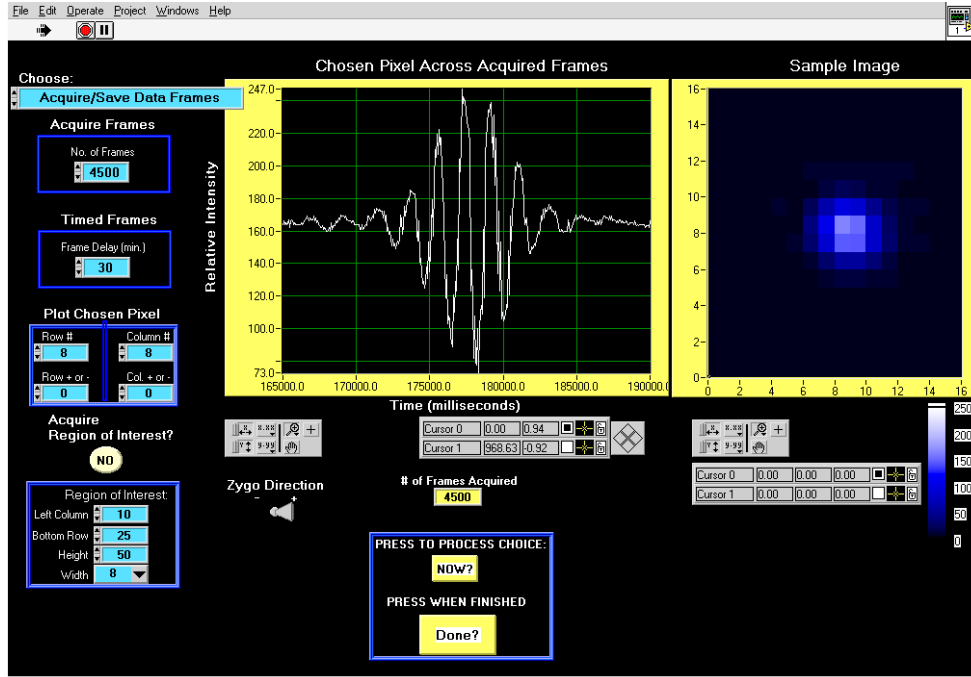 File Edit Operate Project Windows Help
1
Choose:
Acquire/Save Data Frames
Acquire Frames
No. of Frames
4500
Timed Frames
Frame Delay (min.)
30
Plot Chosen Pixel
Row # Column #
8 8
Row + or - Col. + or -
0 0
Acquire
Region of Interest?
NO
Region of Interest:
Left Column 10
Bottom Row 25
Height 50
Width 8
Chosen Pixel Across Acquired Frames
Relative Intensity
247.0
220.0
200.0
180.0
160.0
140.0
120.0
100.0
73.0
165000.0 170000.0 175000.0 180000.0 185000.0 190000.0
Time (milliseconds)
Cursor 0 0.00 0.94
Cursor 1 968.63 -0.92
Zygo Direction
- +
# of Frames Acquired
4500
PRESS TO PROCESS CHOICE:
NOW?
PRESS WHEN FINISHED
Done?
Sample Image
16
14
12
10
8
6
4
2
0
0 2 4 6 8 10 12 14 16
Cursor 0 0.00 0.00 0.00
Cursor 1 0.00 0.00 0.00
250
200
150
100
50
0